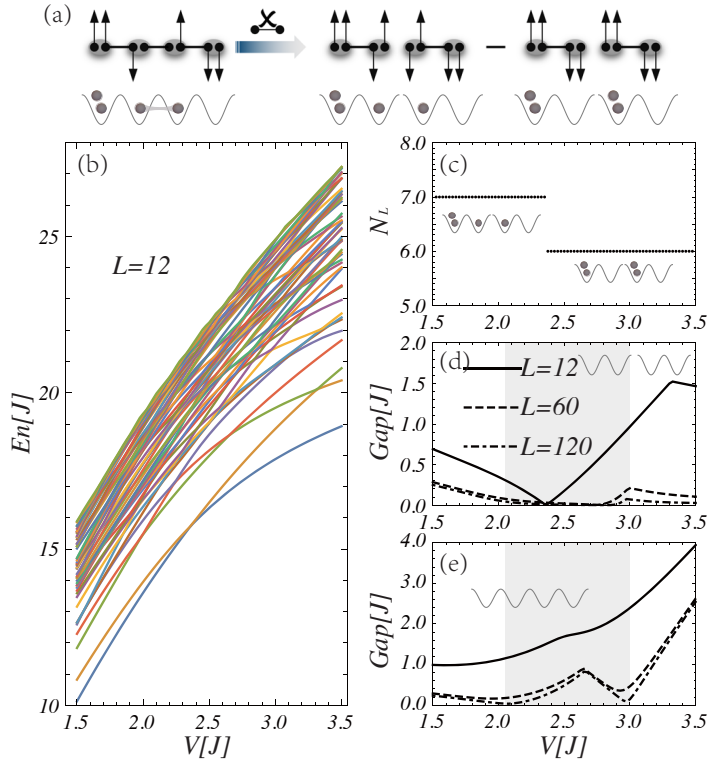 (a)
χ
(b)
L=12
En[J]
25
20
15
10
1.5 2.0 2.5 3.0 3.5
V[J]
(c)
N_L
8.0
7.0
6.0
5.0
1.5 2.0 2.5 3.0 3.5
(d)
Gap[J]
2.0
1.5
1.0
0.5
0.0
L=12
L=60
L=120
1.5 2.0 2.5 3.0 3.5
(e)
Gap[J]
4.0
3.0
2.0
1.0
0.0
1.5 2.0 2.5 3.0 3.5
V[J]